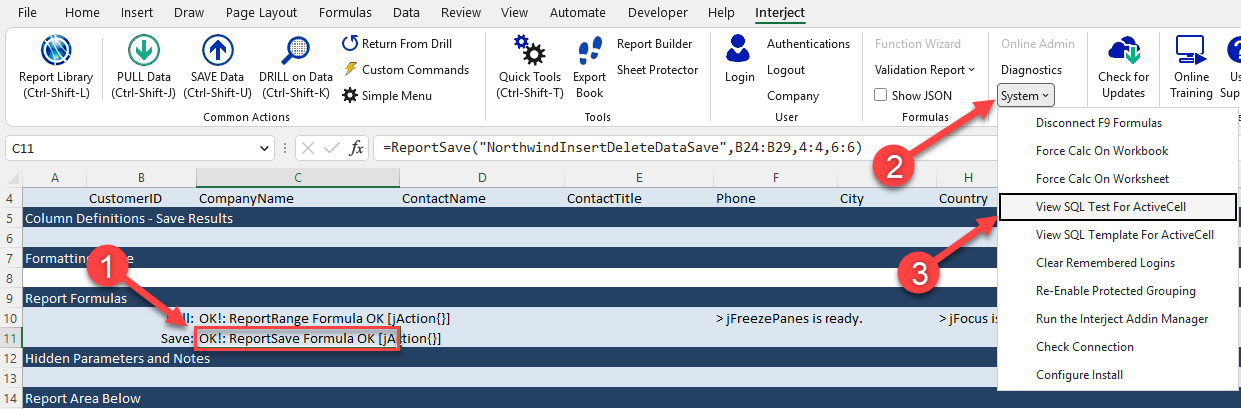 File Home Insert Draw Page Layout Formulas Data Review View Automate Developer Help Interject
Report Library
(Ctrl-Shift-L)
PULL Data
(Ctrl-Shift-J)
SAVE Data
(Ctrl-Shift-U)
DRILL on Data
(Ctrl-Shift-K)
Return From Drill
Custom Commands
Simple Menu
Common Actions
Quick Tools
(Ctrl-Shift-T)
Export
Book
Report Builder
Sheet Protector
Tools
Login
Authentications
Logout
Company
User
Function Wizard
Validation Report
Show JSON
Formulas
Online Admin
Diagnostics
System
Check for
Updates
Online
Training
2
Disconnect F9 Formulas
Force Calc On Workbook
Force Calc On Worksheet
View SQL Test For ActiveCell
View SQL Template For ActiveCell
Clear Remembered Logins
Re-Enable Protected Grouping
Run the Interject Addin Manager
Check Connection
Configure Install
3
C11 fx =ReportSave("NorthwindInsertDeleteDataSave",B24:B29,4:4,6:6)
A B C D E F G H
4 CustomerID CompanyName ContactName ContactTitle Phone City Country
5 Column Definitions - Save Results
6
7 Formatting
8
1
9 Report Formulas
10 OK!: ReportRange Formula OK [jAction{}] > jFreezePanes is ready. > jFocus is
11 Save: OK!: ReportSave Formula OK [jAction{}]
12 Hidden Parameters and Notes
13
14 Report Area Below